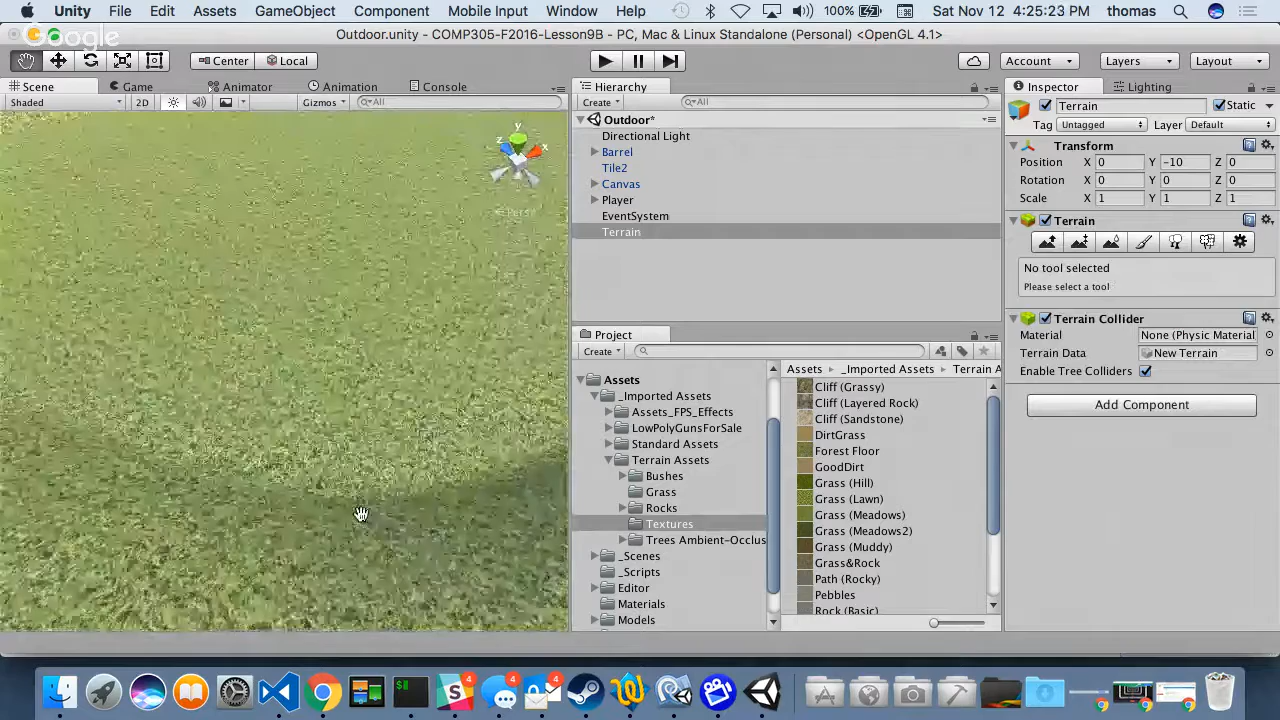 Unity File Edit Assets GameObject Component Mobile Input Window Help 100% Sat Nov 12 4:25:23 PM thomas
Google
Outdoor.unity - COMP305-F2016-Lesson9B - PC, Mac & Linux Standalone (Personal) <OpenGL 4.1>
Center Local Account Layers Layout
Scene Game Animator Animation Console
Shaded 2D Gizmos All
y
z x
Persp
Hierarchy
Create All
Outdoor*
Directional Light
Barrel
Tile2
Canvas
Player
EventSystem
Terrain
Project
Create
Assets
_Imported Assets
Assets_FPS_Effects
LowPolyGunsForSale
Standard Assets
Terrain Assets
Bushes
Grass
Rocks
Textures
Trees Ambient-Occlus
_Scenes
_Scripts
Editor
Materials
Models
Assets _Imported Assets Terrain A
Cliff (Grassy)
Cliff (Layered Rock)
Cliff (Sandstone)
DirtGrass
Forest Floor
GoodDirt
Grass (Hill)
Grass (Lawn)
Grass (Meadows)
Grass (Meadows2)
Grass (Muddy)
Grass&Rock
Path (Rocky)
Pebbles
Rock (Basic)
Inspector Lighting
Terrain Static
Tag Untagged Layer Default
Transform
Position X 0 Y -10 Z 0
Rotation X 0 Y 0 Z 0
Scale X 1 Y 1 Z 1
Terrain
No tool selected
Please select a tool
Terrain Collider
Material None (Physic Material
Terrain Data New Terrain
Enable Tree Colliders
Add Component
4 4 4